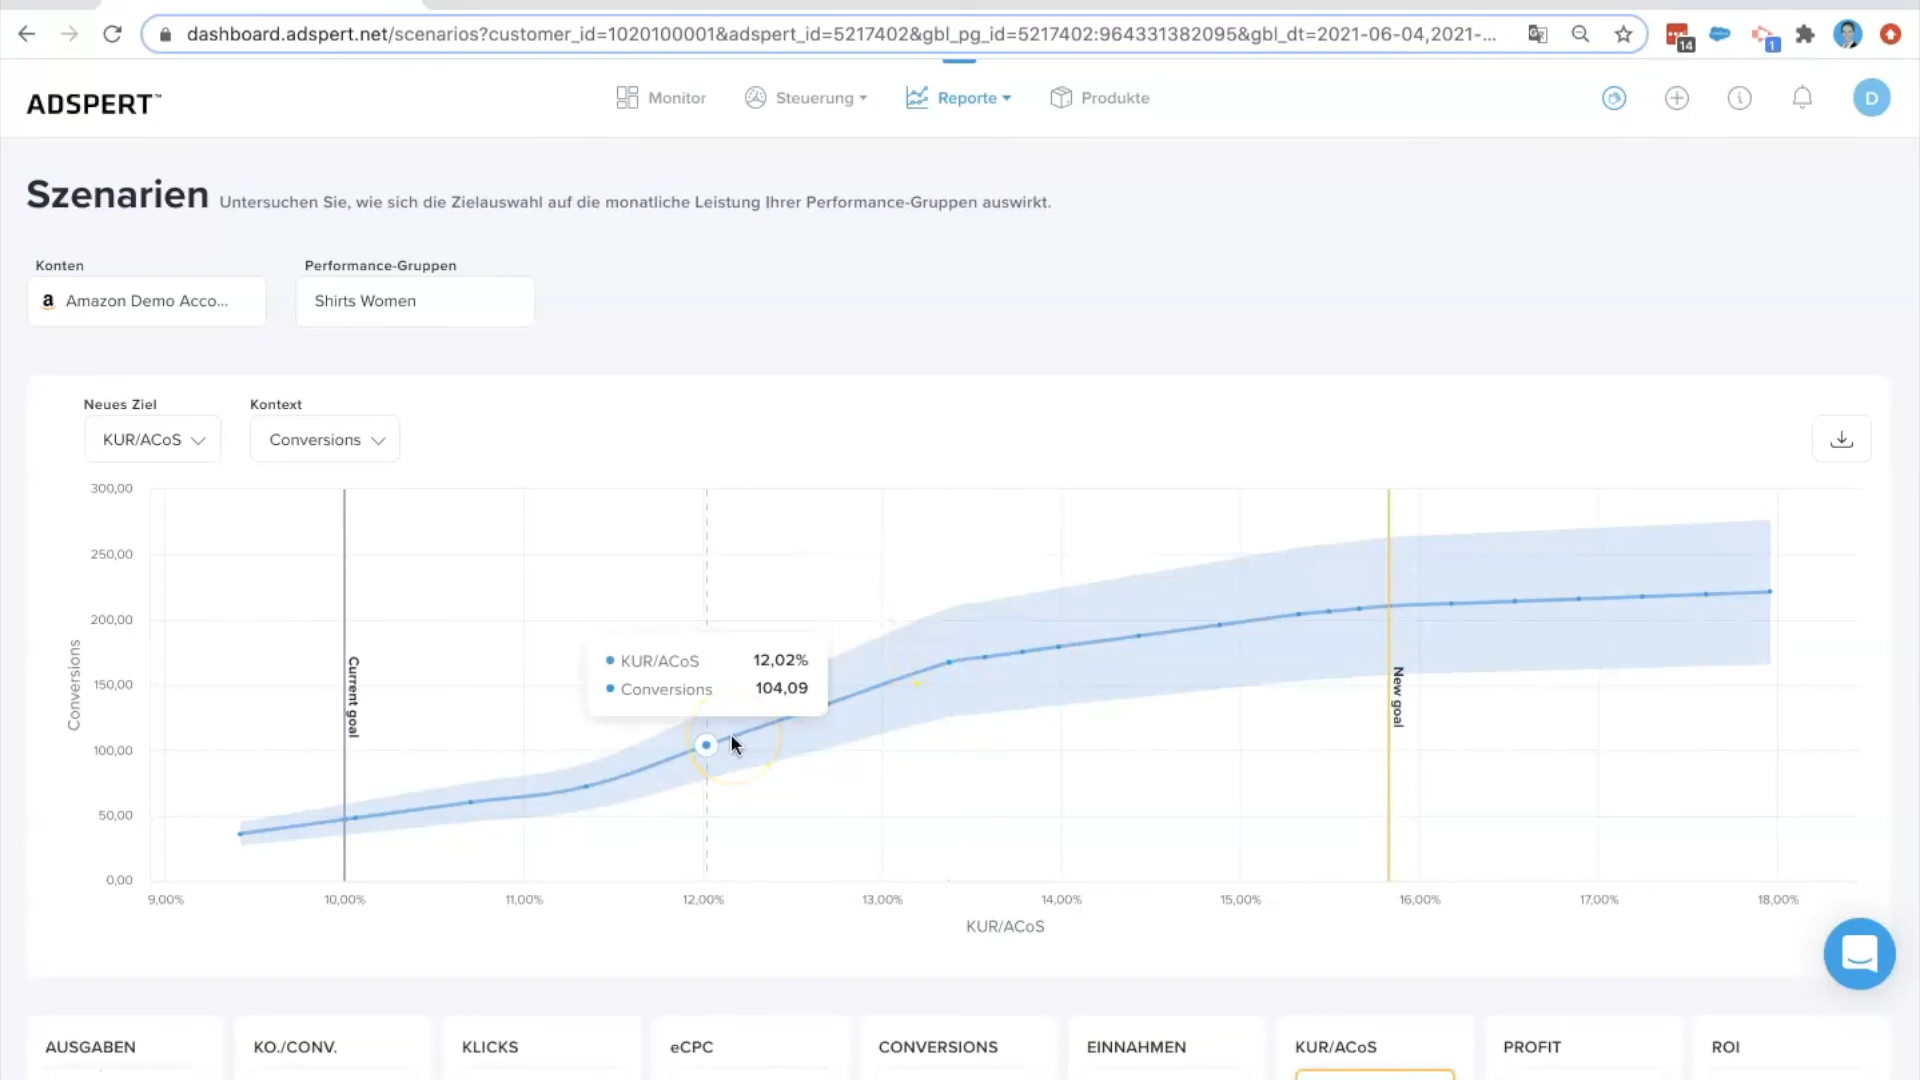 dashboard.adspert.net/scenarios?customer_id=1020100001&adspert_id=5217402&gbl_pg_id=5217402:964331382095&gbl_dt=2021-06-04,2021-...
14
1
ADSPERT™
Monitor
Steuerung
Reporte
Produkte
D
Szenarien
Untersuchen Sie, wie sich die Zielauswahl auf die monatliche Leistung Ihrer Performance-Gruppen auswirkt.
Konten
Performance-Gruppen
a Amazon Demo Acco...
Shirts Women
Neues Ziel
Kontext
KUR/ACoS
Conversions
300,00
250,00
200,00
150,00
100,00
50,00
0,00
Conversions
Current goal
KUR/ACoS 12,02%
Conversions 104,09
New goal
9,00%
10,00%
11,00%
12,00%
13,00%
14,00%
15,00%
16,00%
17,00%
18,00%
KUR/ACoS
AUSGABEN
KO./CONV.
KLICKS
eCPC
CONVERSIONS
EINNAHMEN
KUR/ACoS
PROFIT
ROI